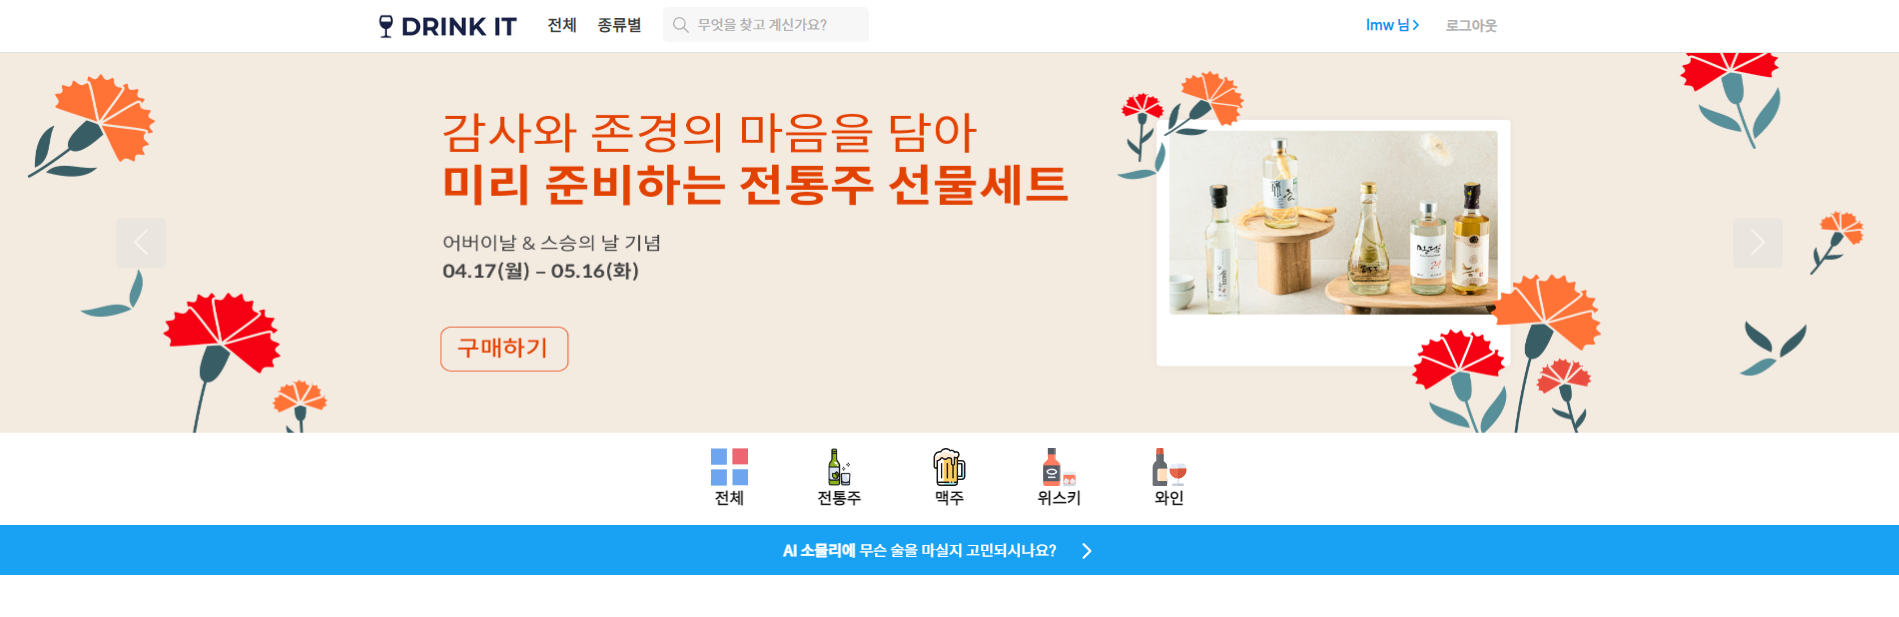 DRINK IT
전체
종류별
무엇을 찾고 계신가요?
lmw 님
로그아웃
감사와 존경의 마음을 담아
미리 준비하는 전통주 선물세트
어버이날 & 스승의 날 기념
04.17(월) – 05.16(화)
구매하기
전체
전통주
맥주
위스키
와인
AI 소믈리에 무슨 술을 마실지 고민되시나요?